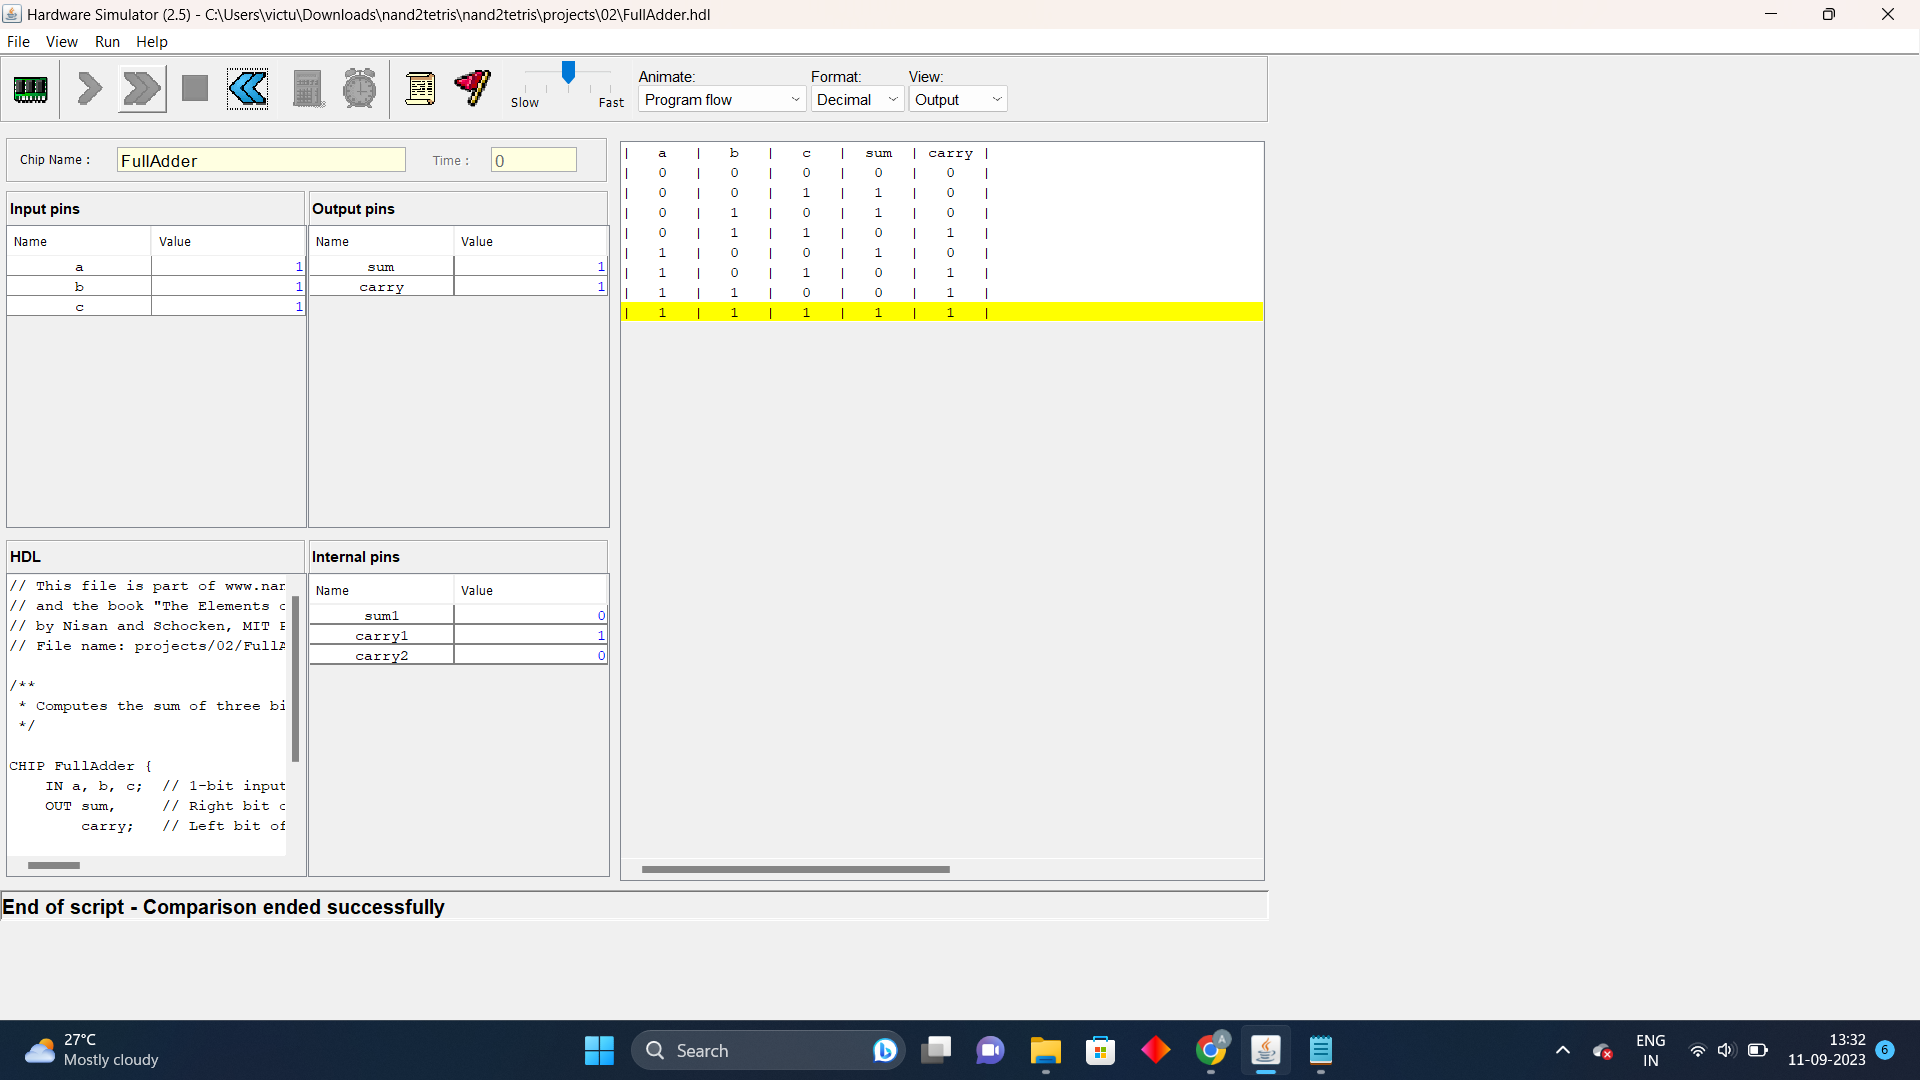 Hardware Simulator (2.5) - C:\Users\victu\Downloads\nand2tetris\nand2tetris\projects\02\FullAdder.hdl
File View Run Help
Slow Fast
Animate: Format: View:
Program flow Decimal Output
Chip Name : FullAdder Time : 0
Input pins
Name Value
a 1
b 1
c 1
Output pins
Name Value
sum 1
carry 1
HDL
// This file is part of www.nan
// and the book "The Elements o
// by Nisan and Schocken, MIT P
// File name: projects/02/FullA
/**
* Computes the sum of three bi
*/
CHIP FullAdder {
IN a, b, c; // 1-bit input
OUT sum, // Right bit o
carry; // Left bit of
Internal pins
Name Value
sum1 0
carry1 1
carry2 0
| a | b | c | sum | carry |
| 0 | 0 | 0 | 0 | 0 |
| 0 | 0 | 1 | 1 | 0 |
| 0 | 1 | 0 | 1 | 0 |
| 0 | 1 | 1 | 0 | 1 |
| 1 | 0 | 0 | 1 | 0 |
| 1 | 0 | 1 | 0 | 1 |
| 1 | 1 | 0 | 0 | 1 |
| 1 | 1 | 1 | 1 | 1 |
End of script - Comparison ended successfully
27°C
Mostly cloudy
Search
A
ENG
IN
13:32
11-09-2023
6